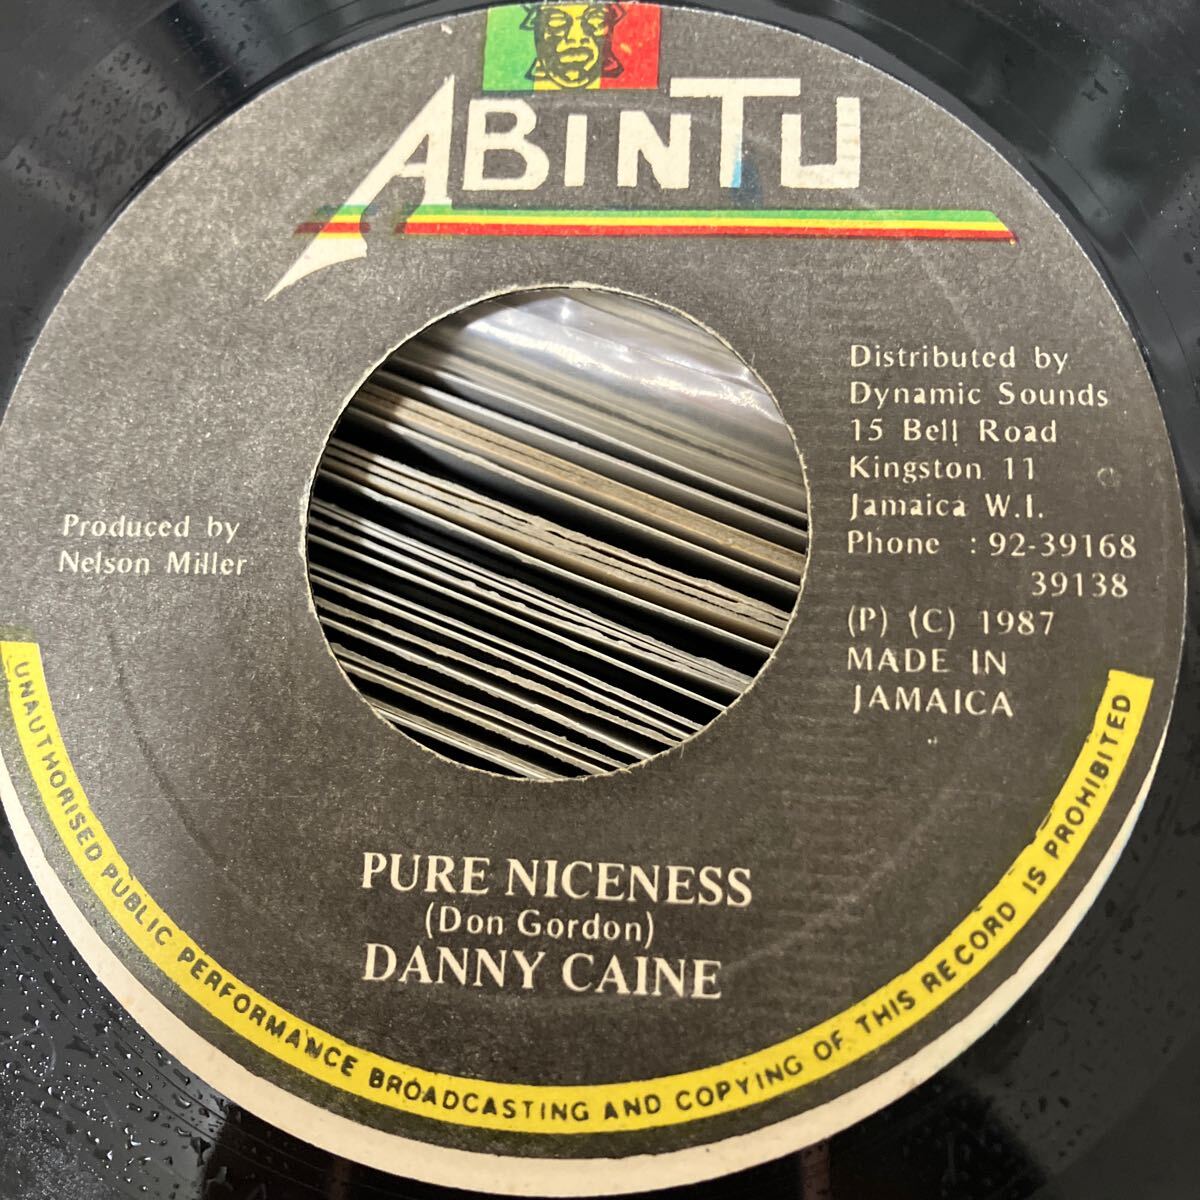 ABINTU
Distributed by
Dynamic Sounds
15 Bell Road
Kingston 11
Jamaica W.I.
Phone : 92-39168
39138
(P) (C) 1987
MADE IN
JAMAICA
Produced by
Nelson Miller
PURE NICENESS
(Don Gordon)
DANNY CAINE
UNAUTHORISED PUBLIC PERFORMANCE BROADCASTING AND COPYING OF THIS RECORD IS PROHIBITED